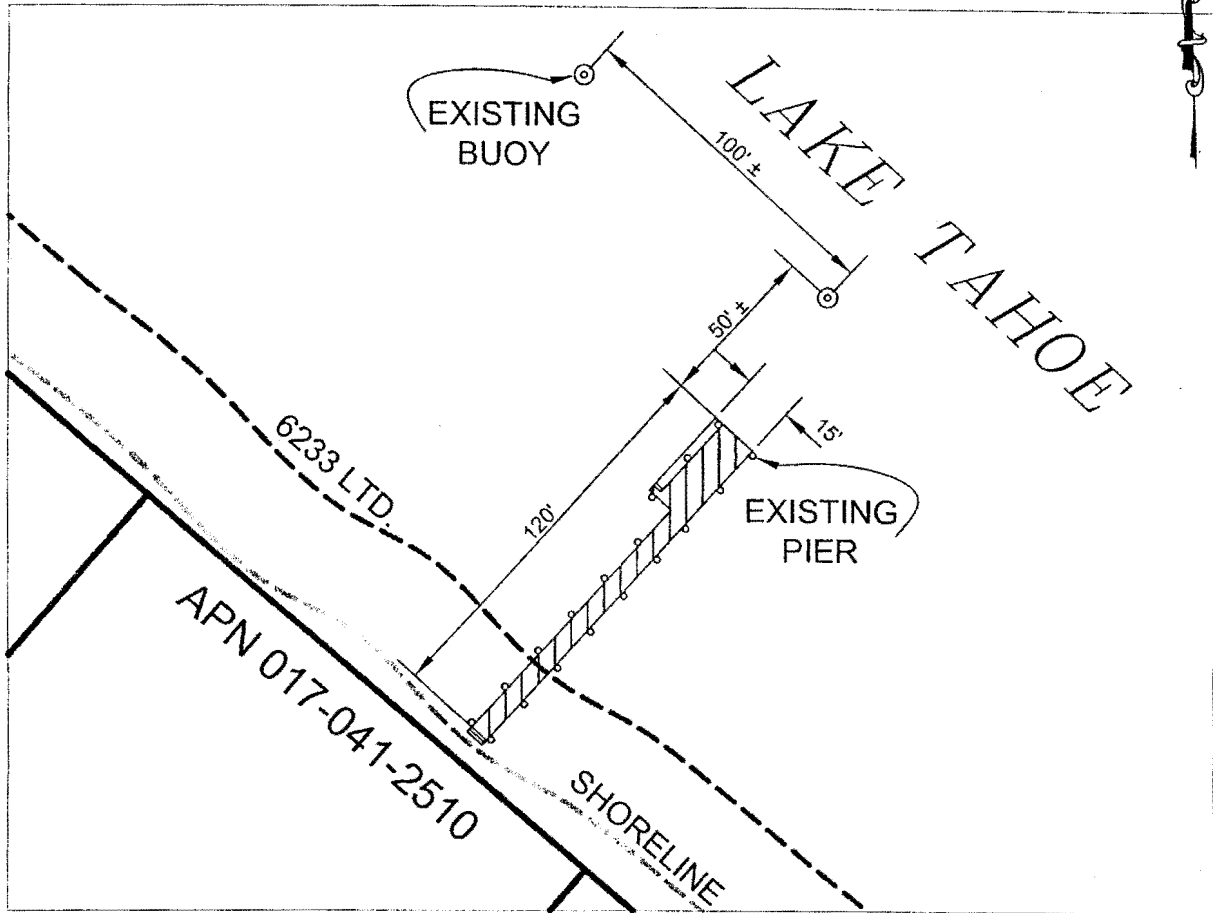 EXISTING
BUOY
LAKE TAHOE
100' ±
50' ±
15'
6233 LTD.
120'
EXISTING
PIER
APN 017-041-2510
SHORELINE